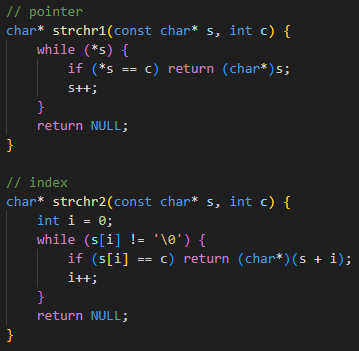 // pointer
char* strchr1(const char* s, int c) {
    while (*s) {
        if (*s == c) return (char*)s;
        s++;
    }
    return NULL;
}

// index
char* strchr2(const char* s, int c) {
    int i = 0;
    while (s[i] != '\0') {
        if (s[i] == c) return (char*)(s + i);
        i++;
    }
    return NULL;
}